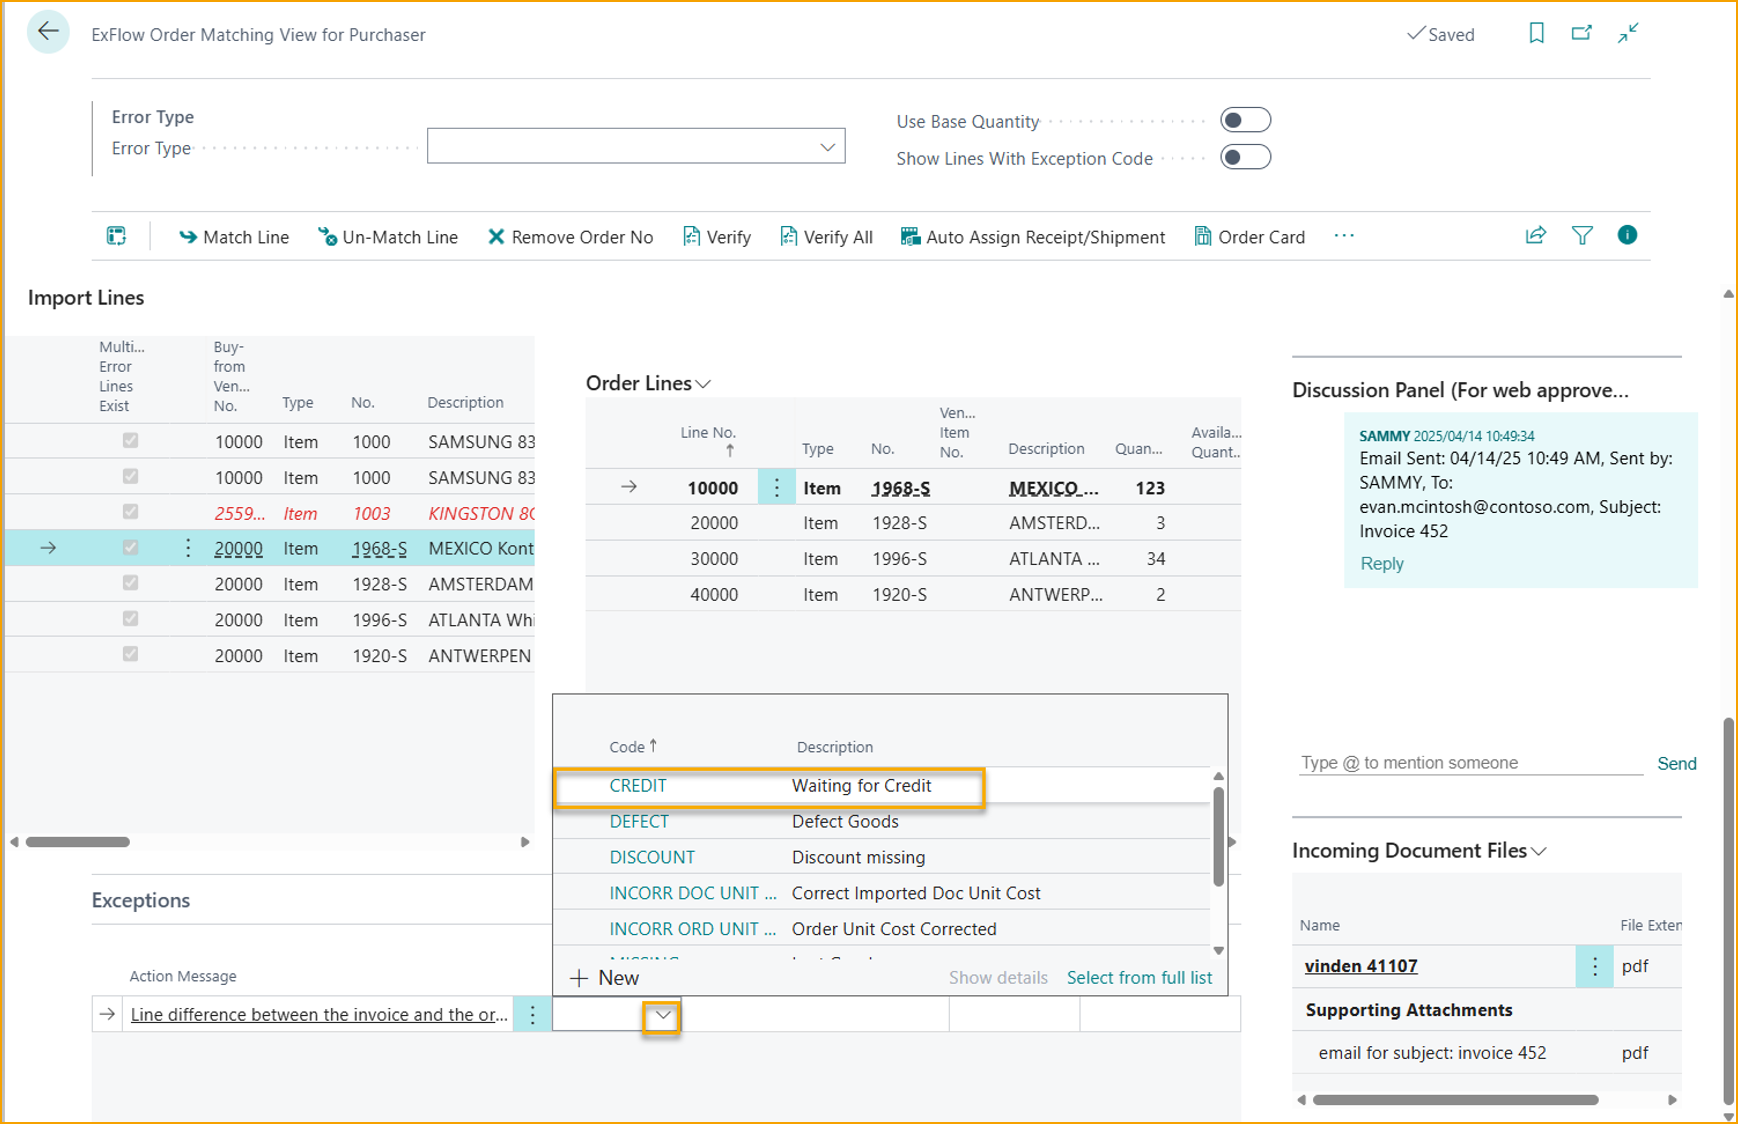 ExFlow Order Matching View for Purchaser
Saved
Error Type
Error Type
Use Base Quantity
Show Lines With Exception Code
Match Line
Un-Match Line
Remove Order No
Verify
Verify All
Auto Assign Receipt/Shipment
Order Card
...
Import Lines
Multi...
Error
Lines
Exist
Buy-
from
Ven...
No.
Type
No.
Description
10000 Item 1000 SAMSUNG 83
10000 Item 1000 SAMSUNG 83
2559... Item 1003 KINGSTON 8G
20000 Item 1968-S MEXICO Kont
20000 Item 1928-S AMSTERDAM
20000 Item 1996-S ATLANTA Whi
20000 Item 1920-S ANTWERPEN
Order Lines
Line No.
Type
No.
Ven...
Item
No.
Description
Quan...
Availa...
Quant...
10000 Item 1968-S MEXICO ... 123
20000 Item 1928-S AMSTERD... 3
30000 Item 1996-S ATLANTA ... 34
40000 Item 1920-S ANTWERP... 2
Code Description
CREDIT Waiting for Credit
DEFECT Defect Goods
DISCOUNT Discount missing
INCORR DOC UNIT ... Correct Imported Doc Unit Cost
INCORR ORD UNIT ... Order Unit Cost Corrected
New
Show details
Select from full list
Exceptions
Action Message
Line difference between the invoice and the or...
Discussion Panel (For web approve...
SAMMY 2025/04/14 10:49:34
Email Sent: 04/14/25 10:49 AM, Sent by:
SAMMY, To:
evan.mcintosh@contoso.com, Subject:
Invoice 452
Reply
Type @ to mention someone
Send
Incoming Document Files
Name File Exten
vinden 41107 pdf
Supporting Attachments
email for subject: invoice 452 pdf